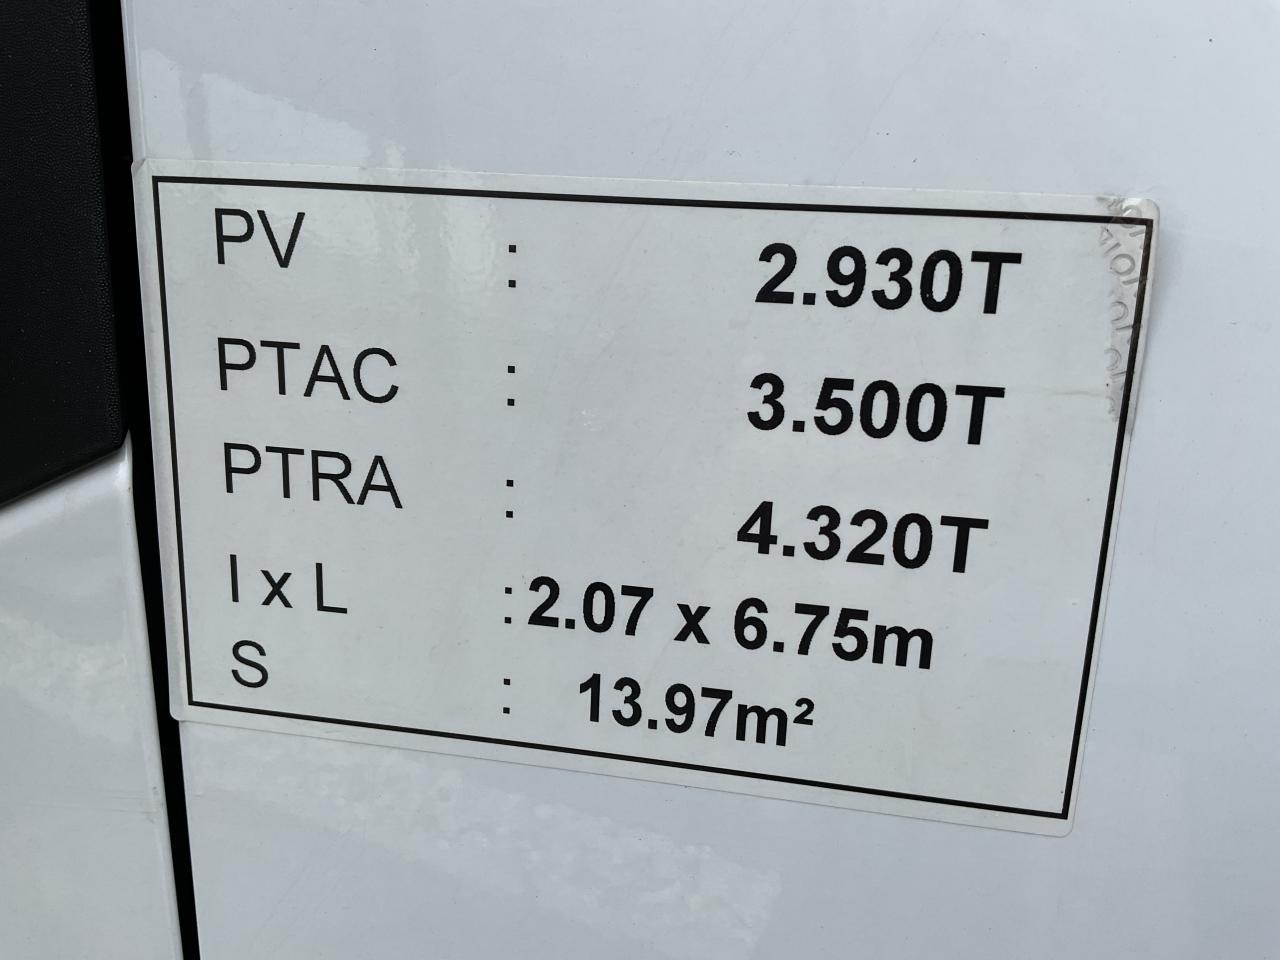 PV : 2.930T
PTAC : 3.500T
PTRA : 4.320T
l x L : 2.07 x 6.75m
S : 13.97m²